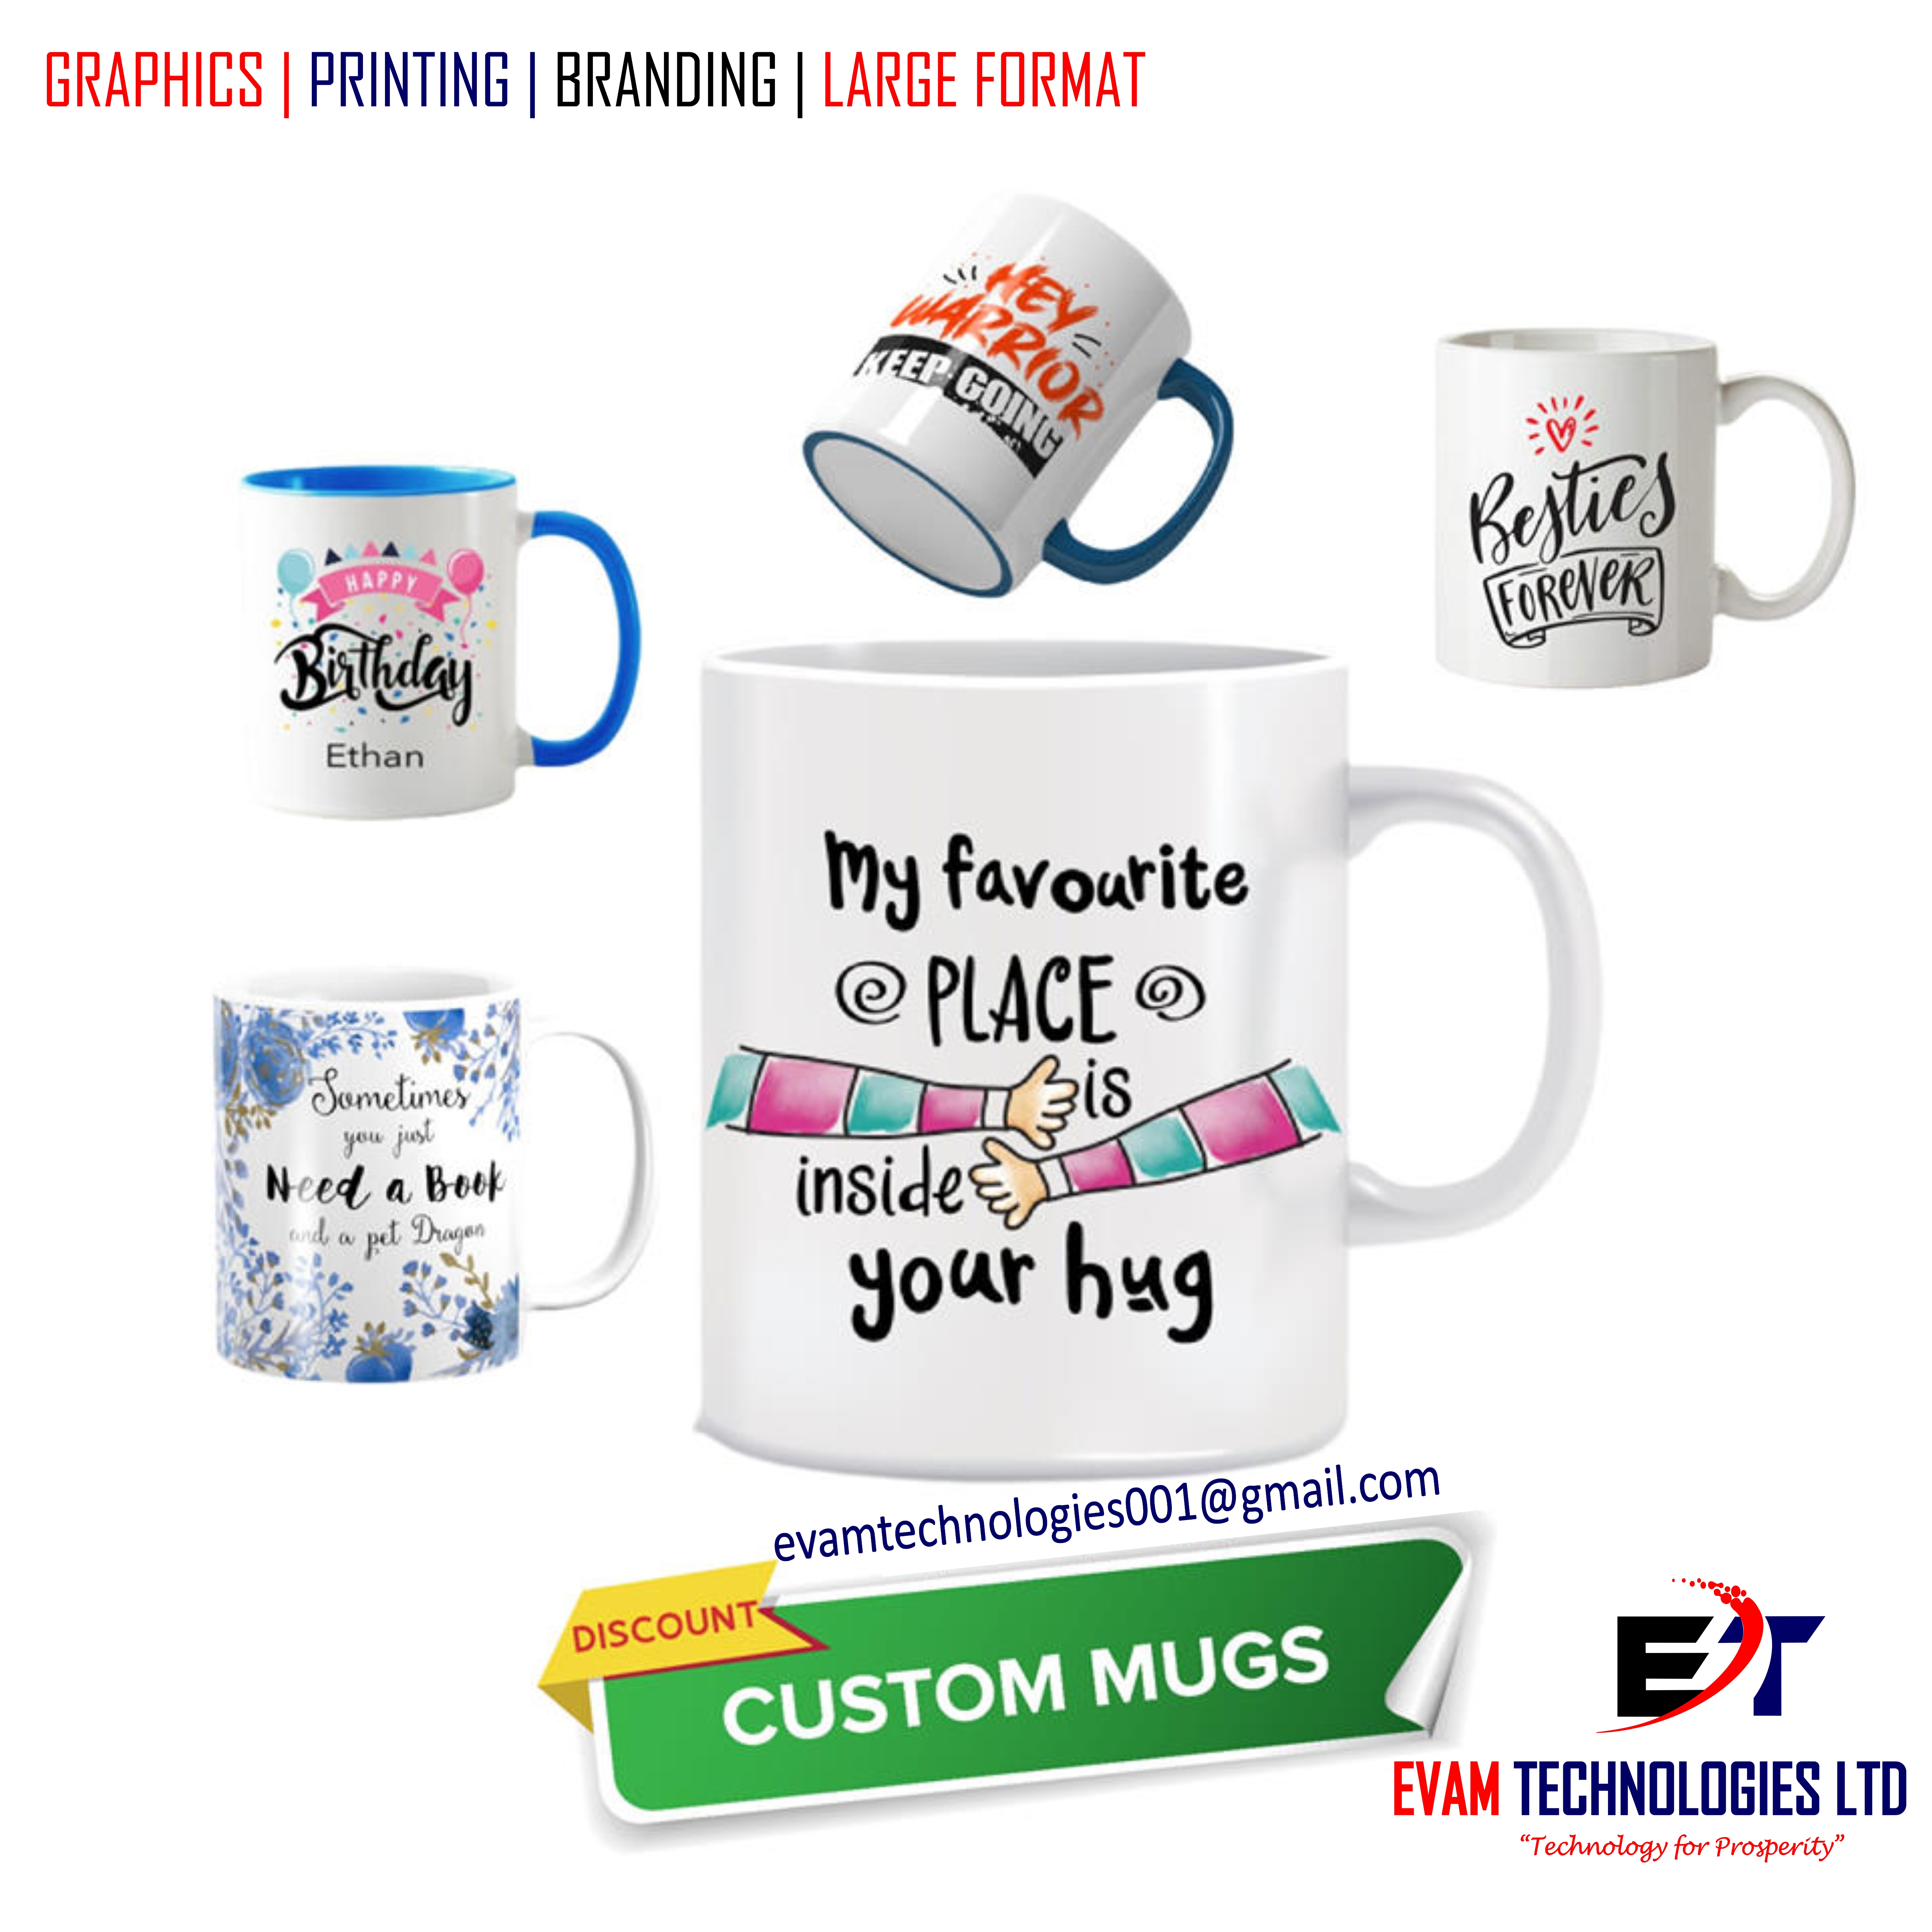 GRAPHICS | PRINTING | BRANDING | LARGE FORMAT
HEY
WARRIOR
KEEP GOING
Besties
FOREVER
HAPPY
Birthday
Ethan
My favourite
PLACE
is
inside
your hug
Sometimes
you just
Need a Book
and a pet Dragon
evamtechnologies001@gmail.com
DISCOUNT
CUSTOM MUGS
ET
EVAM TECHNOLOGIES LTD
“Technology for Prosperity”